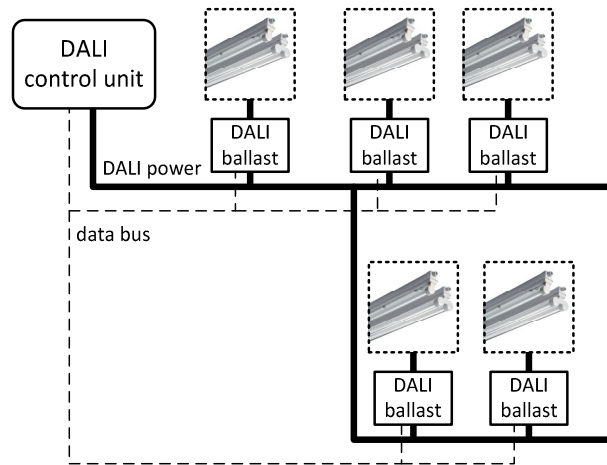 DALI
control unit
DALI
ballast
DALI
ballast
DALI
ballast
DALI power
data bus
DALI
ballast
DALI
ballast